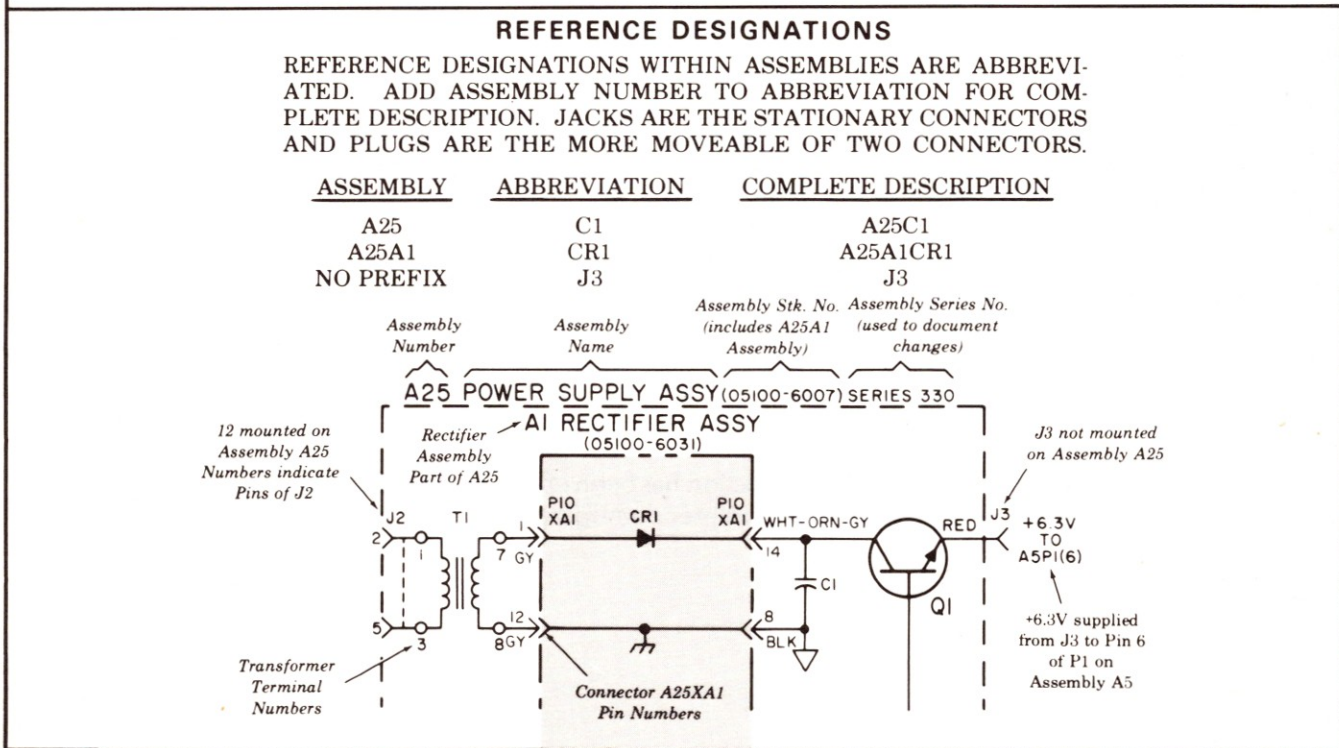 REFERENCE DESIGNATIONS
REFERENCE DESIGNATIONS WITHIN ASSEMBLIES ARE ABBREVI-
ATED. ADD ASSEMBLY NUMBER TO ABBREVIATION FOR COM-
PLETE DESCRIPTION. JACKS ARE THE STATIONARY CONNECTORS
AND PLUGS ARE THE MORE MOVEABLE OF TWO CONNECTORS.
ASSEMBLY ABBREVIATION COMPLETE DESCRIPTION
A25 C1 A25C1
A25A1 CR1 A25A1CR1
NO PREFIX J3 J3
Assembly
Number
Assembly
Name
Assembly Stk. No.
(includes A25A1
Assembly)
Assembly Series No.
(used to document
changes)
A25 POWER SUPPLY ASSY (05100-6007) SERIES 330
A1 RECTIFIER ASSY
(05100-6031)
12 mounted on
Assembly A25
Numbers indicate
Pins of J2
Rectifier
Assembly
Part of A25
J3 not mounted
on Assembly A25
J2
T1
2
1
7
1
GY
P10
XA1
CR1
P10
XA1
14
WHT-ORN-GY
RED
J3
+6.3V
TO
A5P1(6)
C1
Q1
5
3
8
12
GY
8
BLK
Transformer
Terminal
Numbers
Connector A25XA1
Pin Numbers
+6.3V supplied
from J3 to Pin 6
of P1 on
Assembly A5